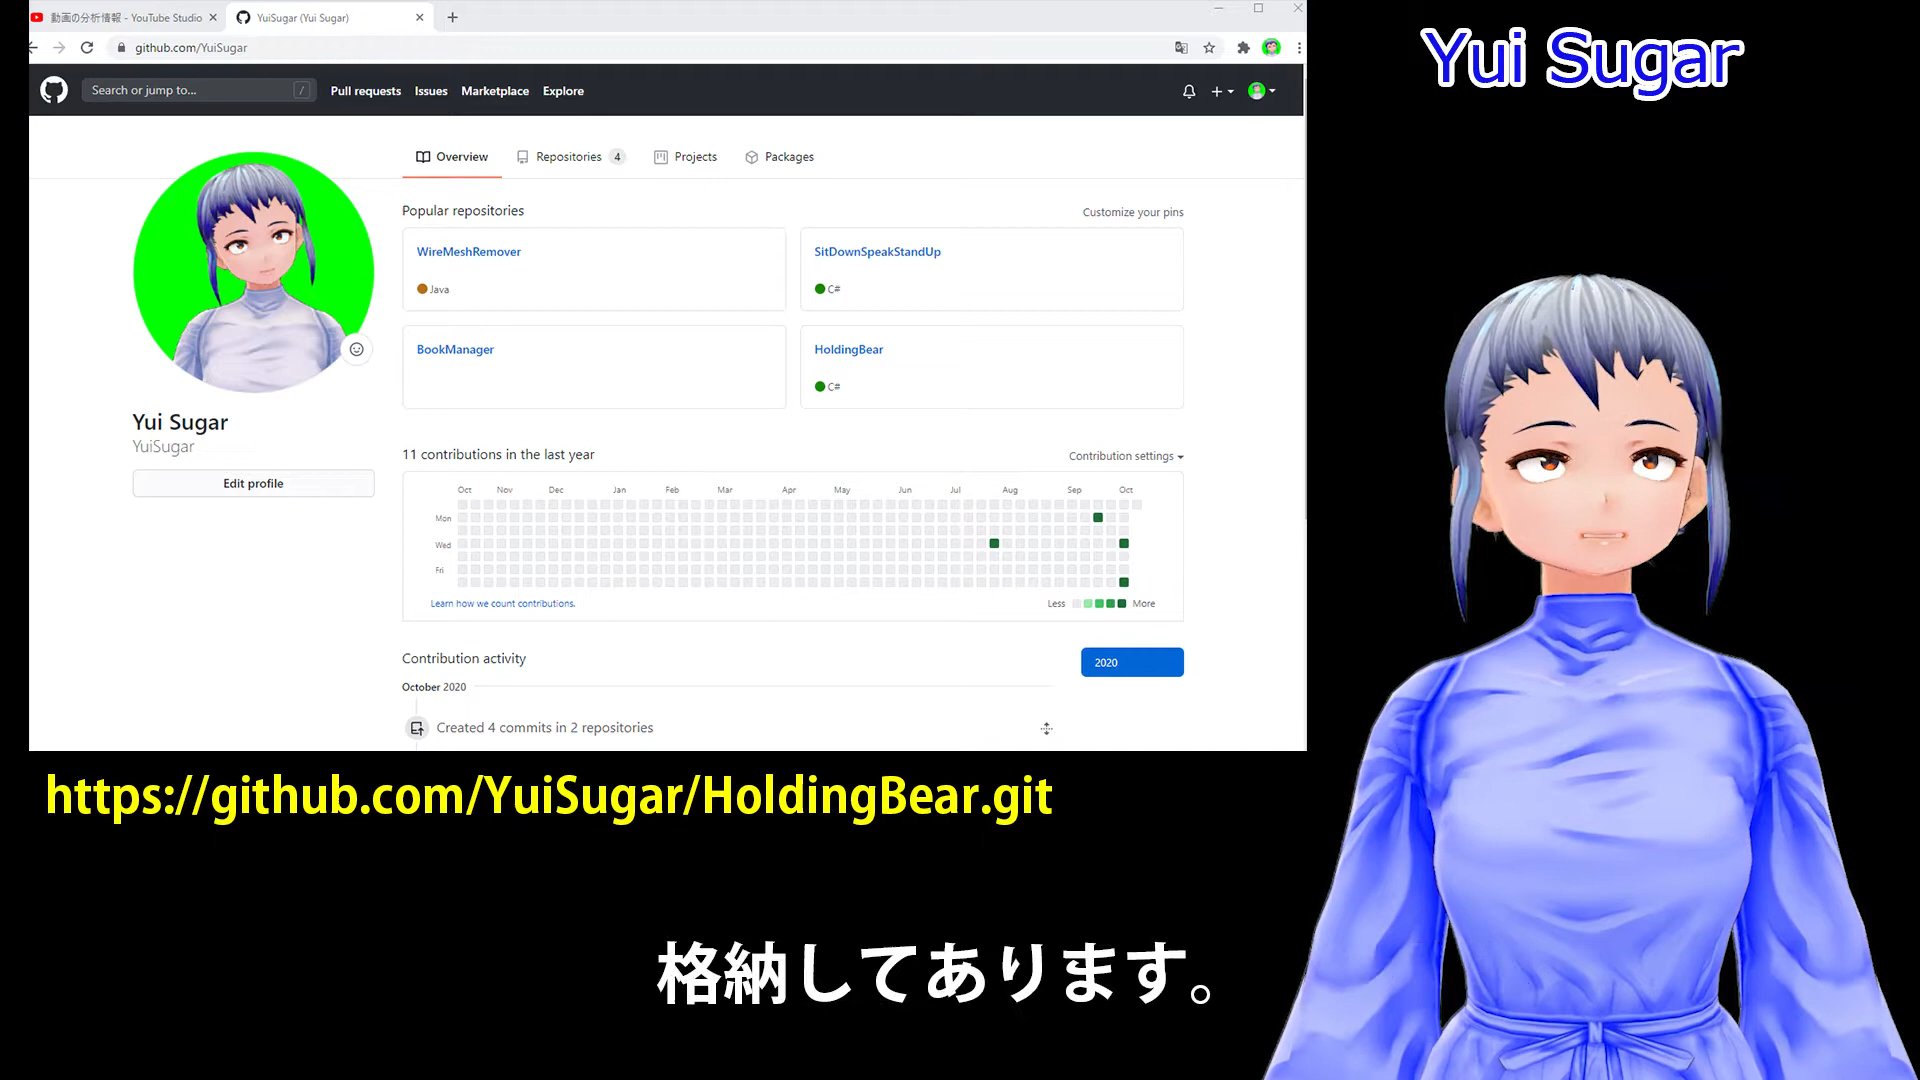 動画の分析情報 - YouTube Studio
YuiSugar (Yui Sugar)
github.com/YuiSugar
Search or jump to... /
Pull requests Issues Marketplace Explore
Yui Sugar
Overview Repositories 4 Projects Packages
Popular repositories
Customize your pins
WireMeshRemover
Java
SitDownSpeakStandUp
C#
BookManager
HoldingBear
C#
Yui Sugar
YuiSugar
Edit profile
11 contributions in the last year
Contribution settings
Oct Nov Dec Jan Feb Mar Apr May Jun Jul Aug Sep Oct
Mon
Wed
Fri
Learn how we count contributions.
Less More
Contribution activity
2020
October 2020
Created 4 commits in 2 repositories
https://github.com/YuiSugar/HoldingBear.git
格納してあります。